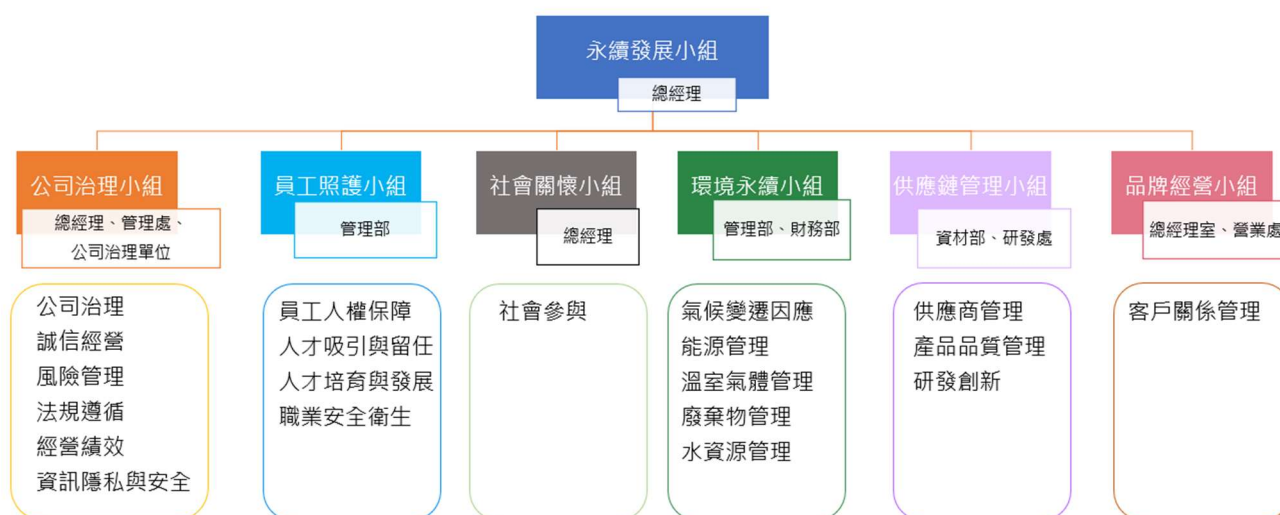 永續發展小組
總經理
公司治理小組
總經理、管理處、
公司治理單位
公司治理
誠信經營
風險管理
法規遵循
經營績效
資訊隱私與安全
員工照護小組
管理部
員工人權保障
人才吸引與留任
人才培育與發展
職業安全衛生
社會關懷小組
總經理
社會參與
環境永續小組
管理部、財務部
氣候變遷因應
能源管理
溫室氣體管理
廢棄物管理
水資源管理
供應鏈管理小組
資材部、研發處
供應商管理
產品品質管理
研發創新
品牌經營小組
總經理室、營業處
客戶關係管理